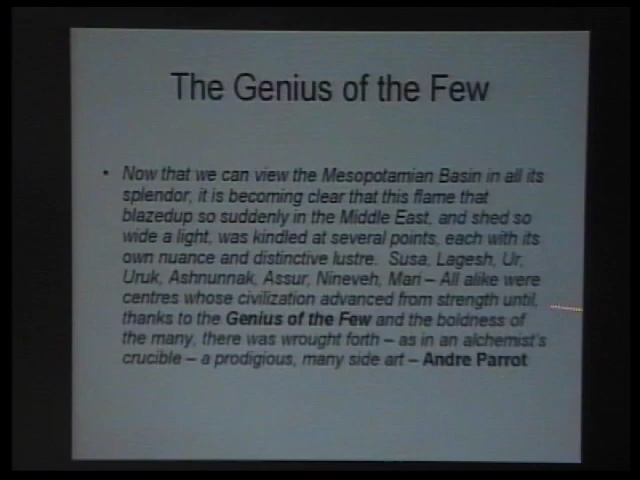 The Genius of the Few
• Now that we can view the Mesopotamian Basin in all its
splendor, it is becoming clear that this flame that
blazedup so suddenly in the Middle East, and shed so
wide a light, was kindled at several points, each with its
own nuance and distinctive lustre. Susa, Lagesh, Ur,
Uruk, Ashnunnak, Assur, Nineveh, Mari – All alike were
centres whose civilization advanced from strength until,
thanks to the Genius of the Few and the boldness of
the many, there was wrought forth – as in an alchemist's
crucible – a prodigious, many side art – Andre Parrot